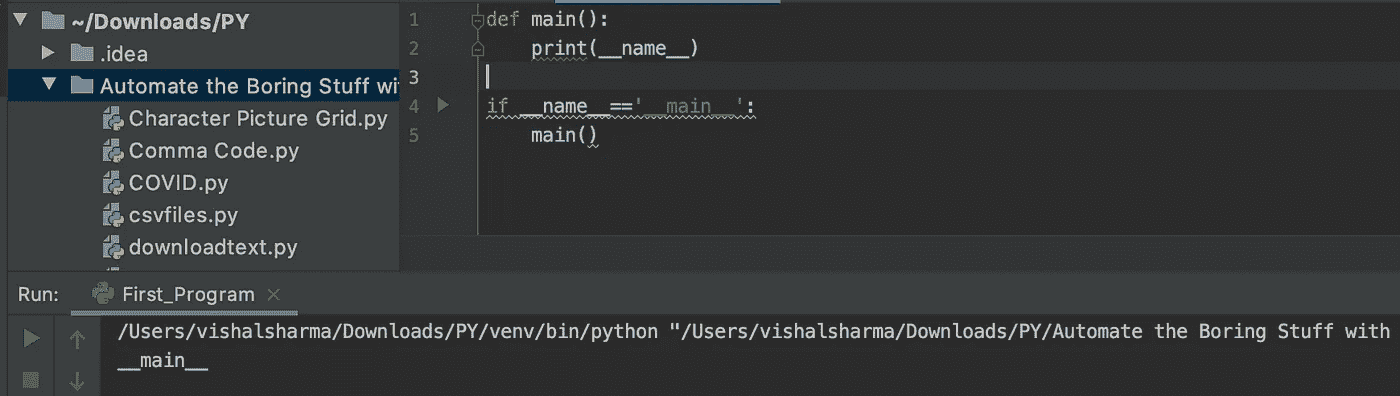 ~/Downloads/PY
.idea
Automate the Boring Stuff wi
Character Picture Grid.py
Comma Code.py
COVID.py
csvfiles.py
downloadtext.py
1 def main():
2     print(__name__)
3
4 if __name__=='__main__':
5     main()
Run: First_Program ×
/Users/vishalsharma/Downloads/PY/venv/bin/python "/Users/vishalsharma/Downloads/PY/Automate the Boring Stuff with
__main__